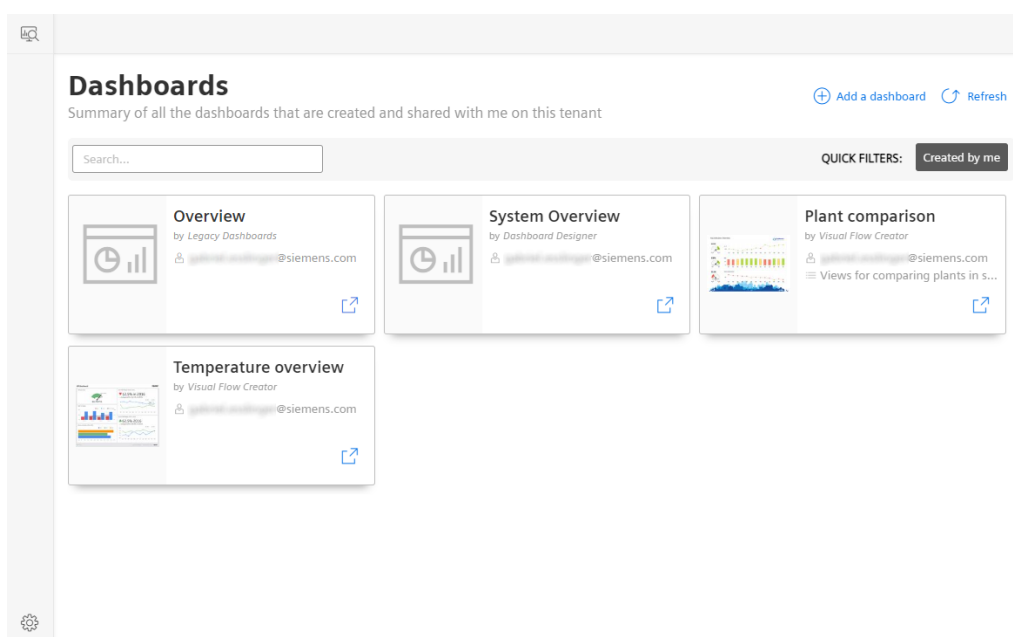 Dashboards
Summary of all the dashboards that are created and shared with me on this tenant
Add a dashboard
Refresh
Search...
QUICK FILTERS:
Created by me
Overview
by Legacy Dashboards
@siemens.com
System Overview
by Dashboard Designer
@siemens.com
Plant comparison
by Visual Flow Creator
@siemens.com
Views for comparing plants in s...
Temperature overview
by Visual Flow Creator
@siemens.com